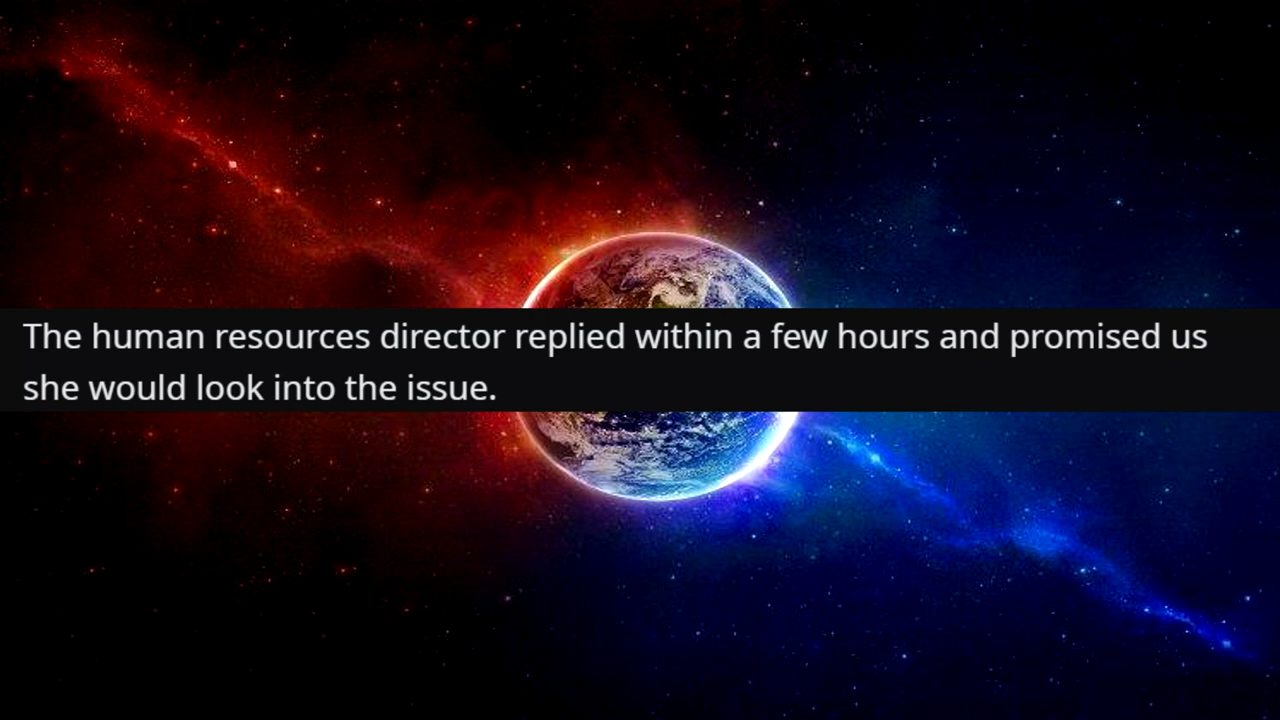 The human resources director replied within a few hours and promised us
she would look into the issue.